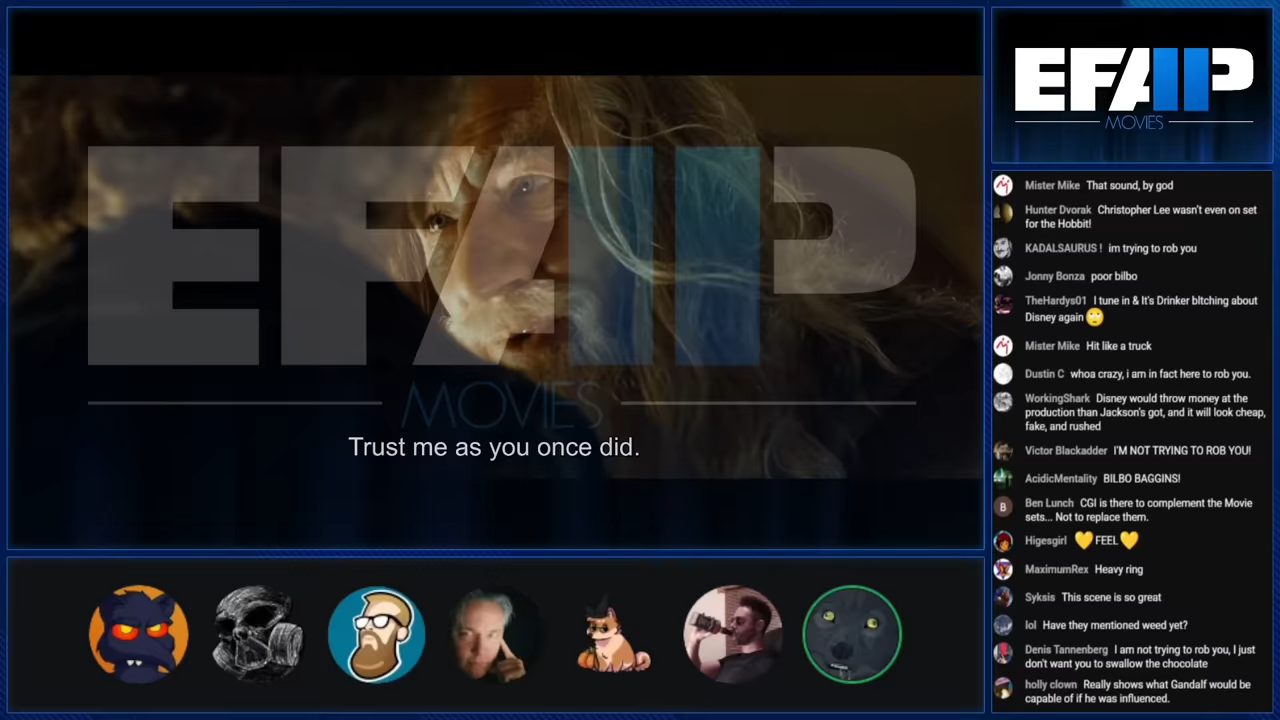 EFAP
MOVIES
Trust me as you once did.
EFAP
MOVIES
Mister Mike That sound, by god
Hunter Dvorak Christopher Lee wasn't even on set
for the Hobbit!
KADALSAURUS ! im trying to rob you
Jonny Bonza poor bilbo
TheHardys01 I tune in & It's Drinker bItching about
Disney again
Mister Mike Hit like a truck
Dustin C whoa crazy, i am in fact here to rob you.
WorkingShark Disney would throw money at the
production than Jackson's got, and it will look cheap,
fake, and rushed
Victor Blackadder I'M NOT TRYING TO ROB YOU!
AcidicMentality BILBO BAGGINS!
B
Ben Lunch CGI is there to complement the Movie
sets... Not to replace them.
Higesgirl 💛FEEL💛
MaximumRex Heavy ring
Syksis This scene is so great
lol Have they mentioned weed yet?
Denis Tannenberg I am not trying to rob you, I just
don't want you to swallow the chocolate
holly clown Really shows what Gandalf would be
capable of if he was influenced.